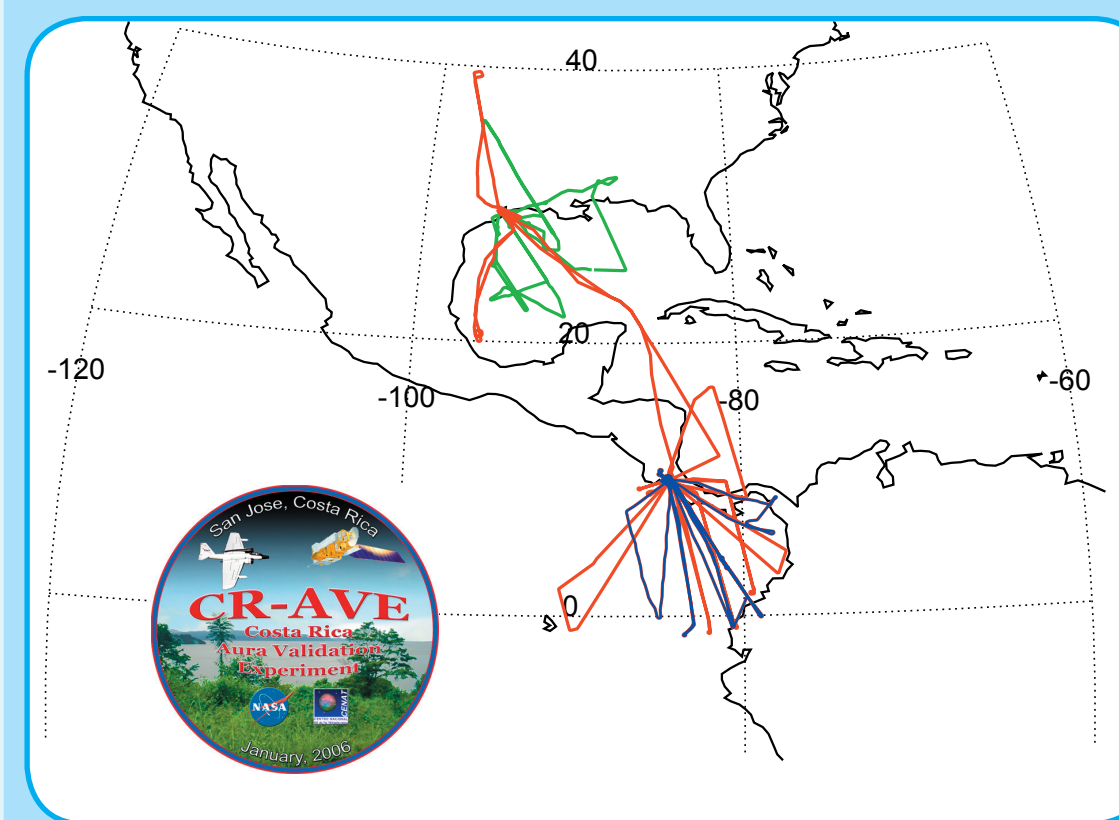 40
20
-120
-100
-80
-60
0
San Jose, Costa Rica
CR-AVE
Costa Rica
Aura Validation
Experiment
NASA
CENAT
January, 2006